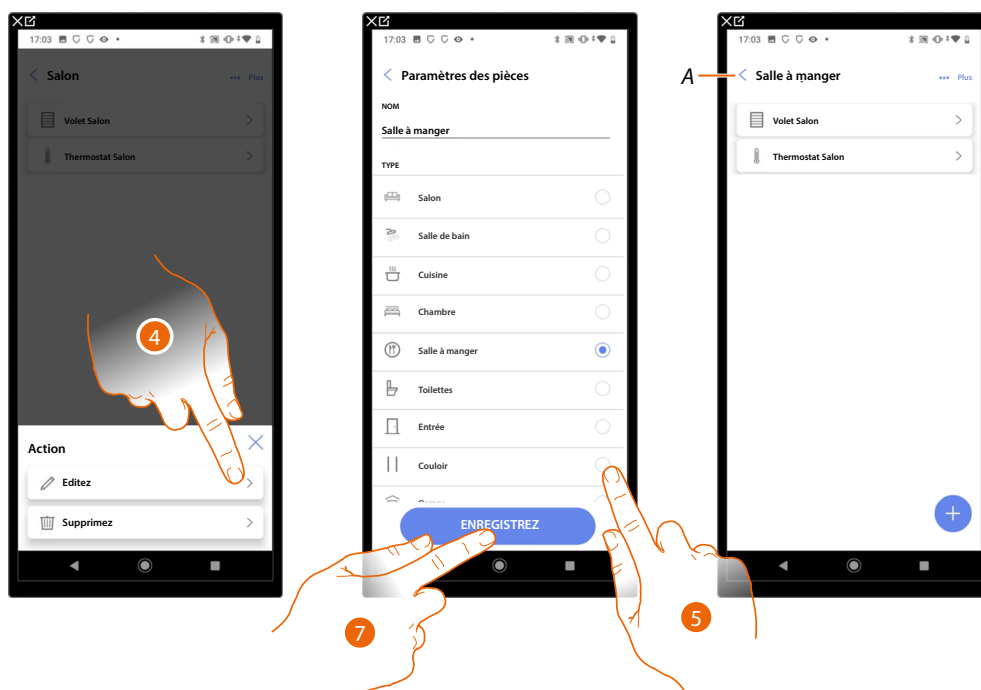 17:03
Salon
Plus
Volet Salon
Thermostat Salon
4
Action
Editez
Supprimez
17:03
Paramètres des pièces
NOM
Salle à manger
TYPE
Salon
Salle de bain
Cuisine
Chambre
Salle à manger
Toilettes
Entrée
Couloir
ENREGISTREZ
7
5
17:03
A
Salle à manger
Plus
Volet Salon
Thermostat Salon